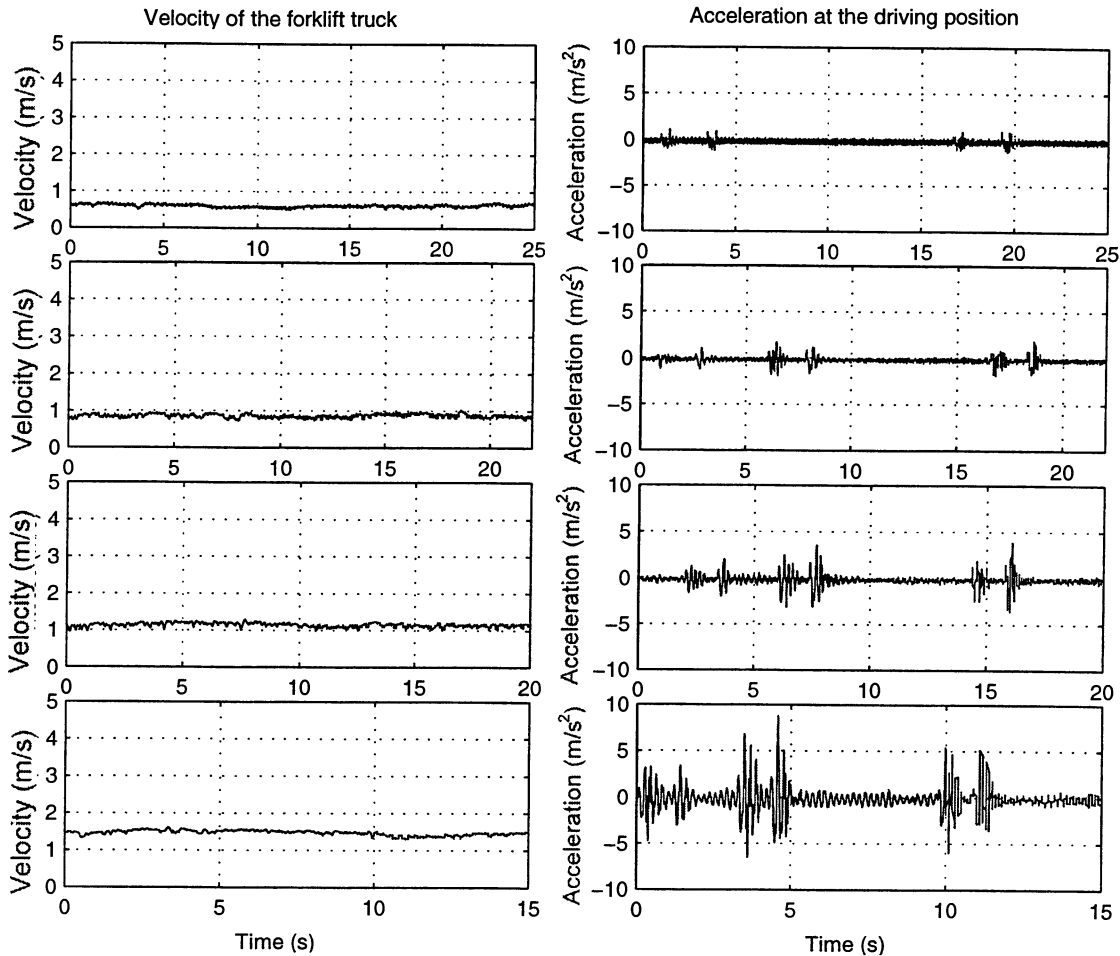 Velocity of the forklift truck
Acceleration at the driving position
5
4
3
2
1
0
Velocity (m/s)
0 5 10 15 20 25
10
5
0
−5
−10
Acceleration (m/s²)
0 5 10 15 20 25
5
4
3
2
1
0
Velocity (m/s)
0 5 10 15 20
10
5
0
−5
−10
Acceleration (m/s²)
0 5 10 15 20
5
4
3
2
1
0
Velocity (m/s)
0 5 10 15 20
10
5
0
−5
−10
Acceleration (m/s²)
0 5 10 15 20
5
4
3
2
1
0
Velocity (m/s)
0 5 10 15
Time (s)
10
5
0
−5
−10
Acceleration (m/s²)
0 5 10 15
Time (s)